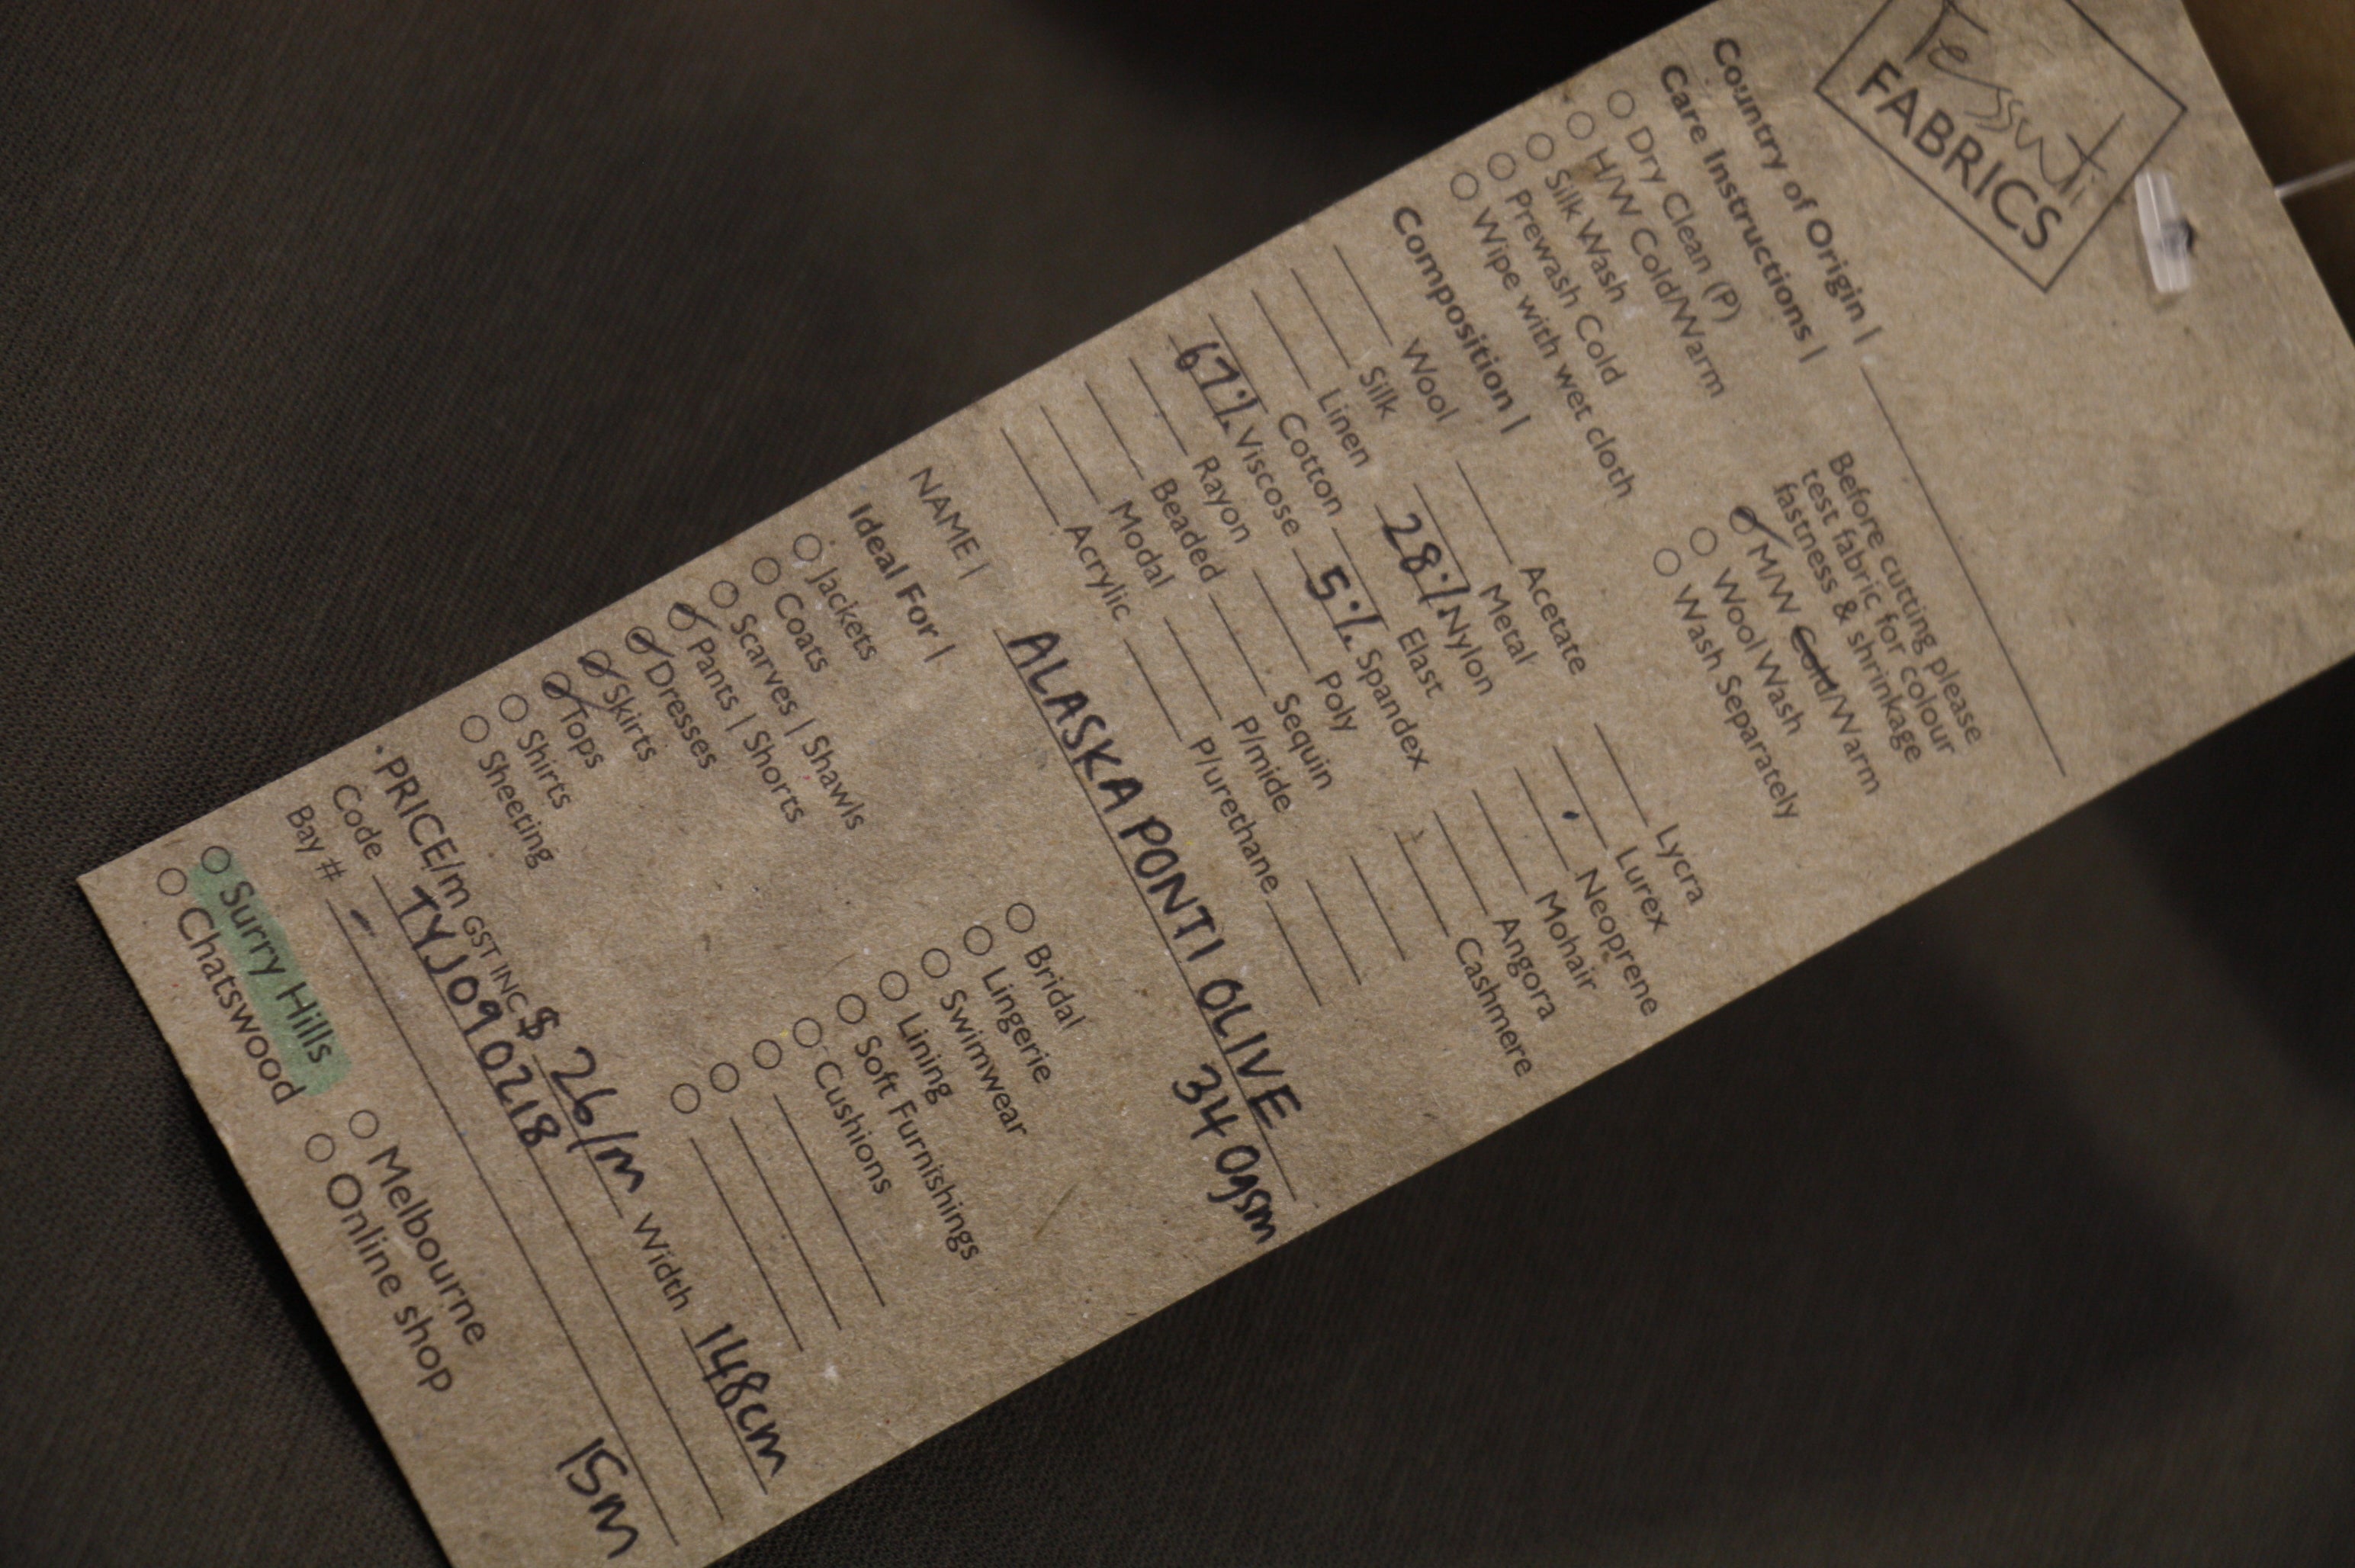 Tessuti
FABRICS
Country of Origin |
Care Instructions |
Before cutting please
test fabric for colour
fastness & shrinkage
Dry Clean (P)
H/W Cold/Warm
Silk Wash
Prewash Cold
Wipe with wet cloth
M/W Cold/Warm
Wool Wash
Wash Separately
Composition |
Wool
Silk
Linen
Cotton
67% Viscose
Rayon
Beaded
Modal
Acrylic
Acetate
Metal
28% Nylon
Elast
5% Spandex
Poly
Sequin
P/mide
P/urethane
Lycra
Lurex
Neoprene
Mohair
Angora
Cashmere
NAME | ALASKA PONTI OLIVE
340gsm
Ideal For |
Jackets
Coats
Scarves | Shawls
Pants | Shorts
Dresses
Skirts
Tops
Shirts
Sheeting
Bridal
Lingerie
Swimwear
Lining
Soft Furnishings
Cushions
PRICE/m GST INC $ 26/m Width 148cm
Code TYJ090218
Bay # - 15m
Surry Hills
Chatswood
Melbourne
Online shop